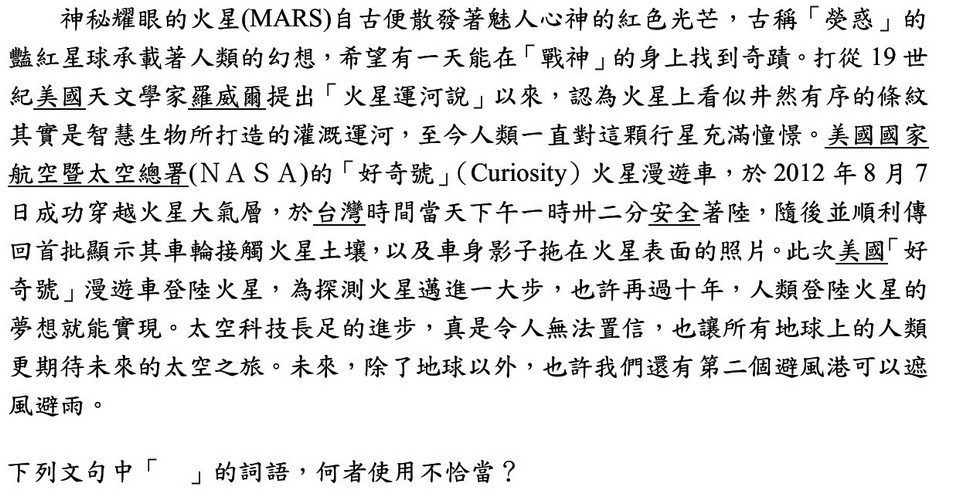 神秘耀眼的火星(MARS)自古便散發著魅人心神的紅色光芒，古稱「熒惑」的
豔紅星球承載著人類的幻想，希望有一天能在「戰神」的身上找到奇蹟。打從 19 世
紀美國天文學家羅威爾提出「火星運河說」以來，認為火星上看似井然有序的條紋
其實是智慧生物所打造的灌溉運河，至今人類一直對這顆行星充滿憧憬。美國國家
航空暨太空總署(ＮＡＳＡ)的「好奇號」（Curiosity）火星漫遊車，於 2012 年 8 月 7
日成功穿越火星大氣層，於台灣時間當天下午一時卅二分安全著陸，隨後並順利傳
回首批顯示其車輪接觸火星土壤，以及車身影子拖在火星表面的照片。此次美國「好
奇號」漫遊車登陸火星，為探測火星邁進一大步，也許再過十年，人類登陸火星的
夢想就能實現。太空科技長足的進步，真是令人無法置信，也讓所有地球上的人類
更期待未來的太空之旅。未來，除了地球以外，也許我們還有第二個避風港可以遮
風避雨。
下列文句中「　」的詞語，何者使用不恰當？